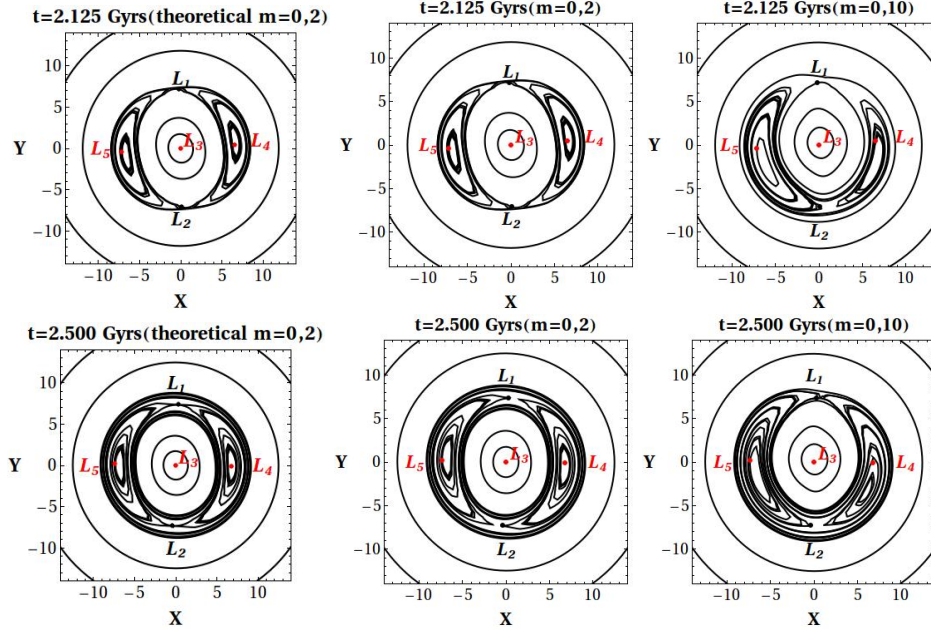 t=2.125 Gyrs(theoretical m=0,2)
10
5
Y 0
−5
−10
L1
L5 L3 L4
L2
−10 −5 0 5 10
X
t=2.125 Gyrs(m=0,2)
10
5
Y 0
−5
−10
L1
L5 L3 L4
L2
−10 −5 0 5 10
X
t=2.125 Gyrs(m=0,10)
10
5
Y 0
−5
−10
L1
L5 L3 L4
L2
−10 −5 0 5 10
X
t=2.500 Gyrs(theoretical m=0,2)
10
5
Y 0
−5
−10
L1
L5 L3 L4
L2
−10 −5 0 5 10
X
t=2.500 Gyrs(m=0,2)
10
5
Y 0
−5
−10
L1
L5 L3 L4
L2
−10 −5 0 5 10
X
t=2.500 Gyrs(m=0,10)
10
5
Y 0
−5
−10
L1
L5 L3 L4
L2
−10 −5 0 5 10
X